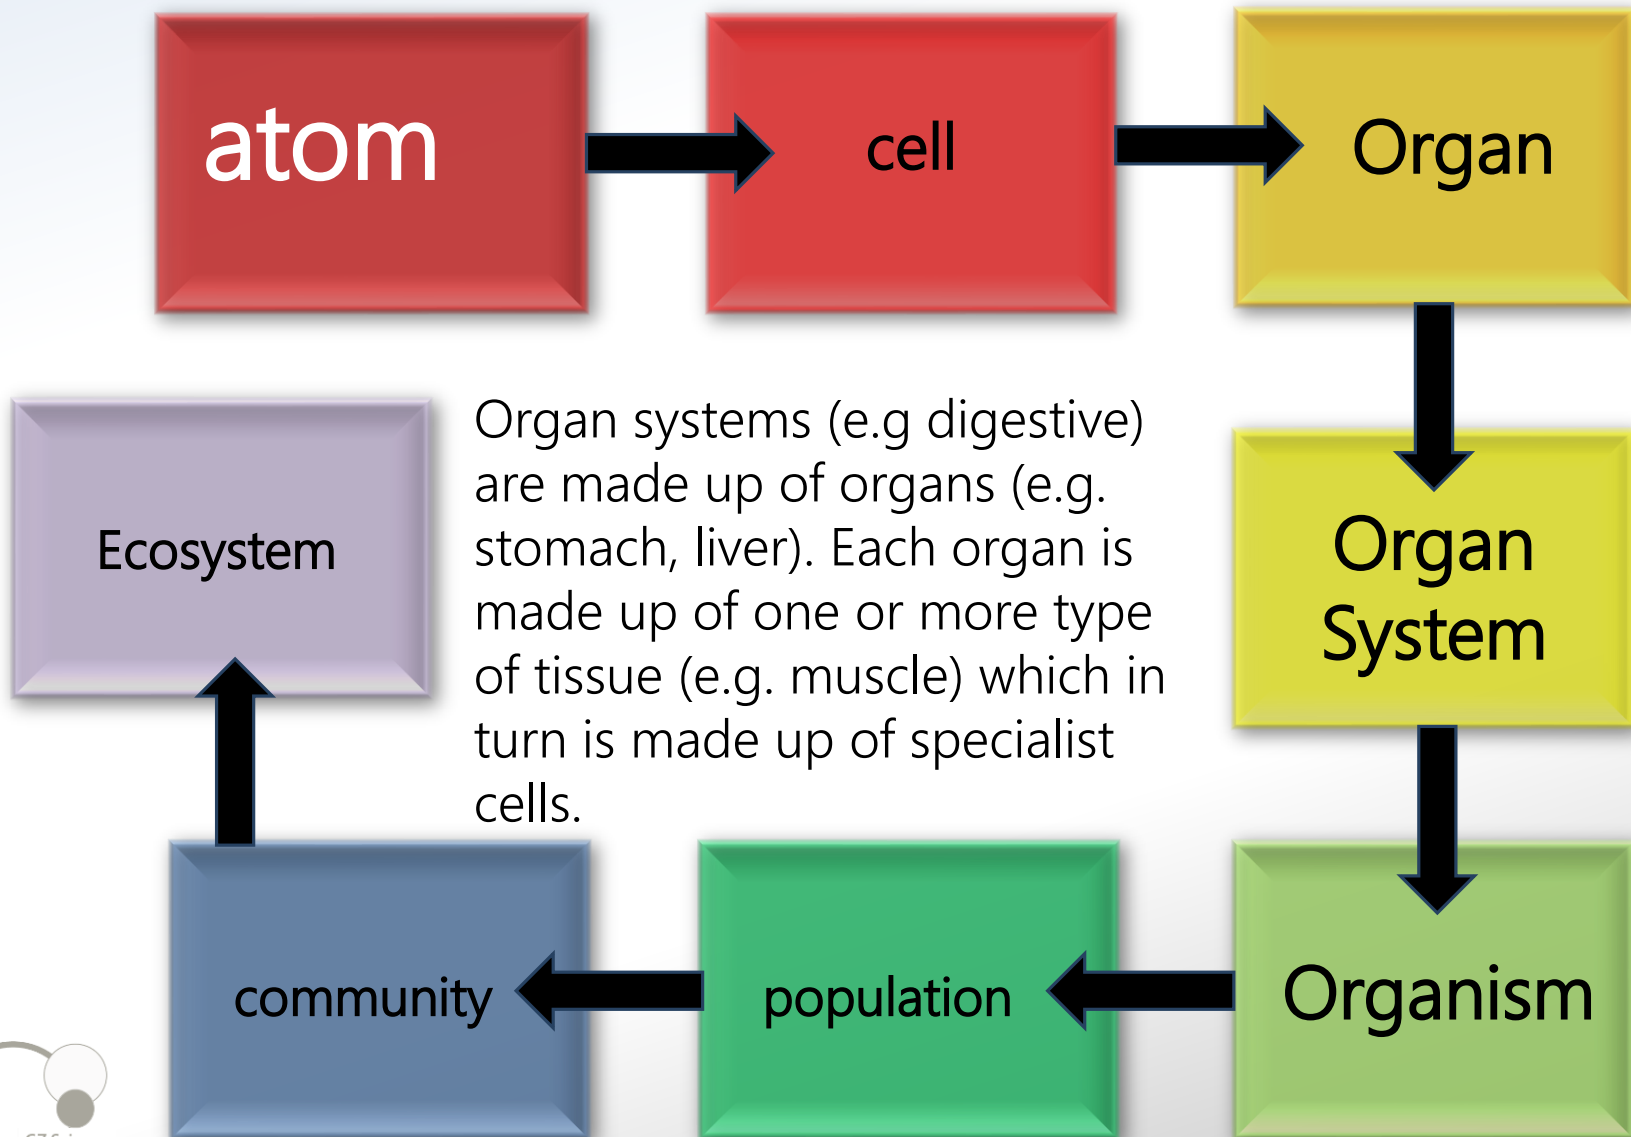 atom
cell
Organ
Organ systems (e.g digestive)
are made up of organs (e.g.
stomach, liver). Each organ is
made up of one or more type
of tissue (e.g. muscle) which in
turn is made up of specialist
cells.
Ecosystem
Organ
System
community
population
Organism